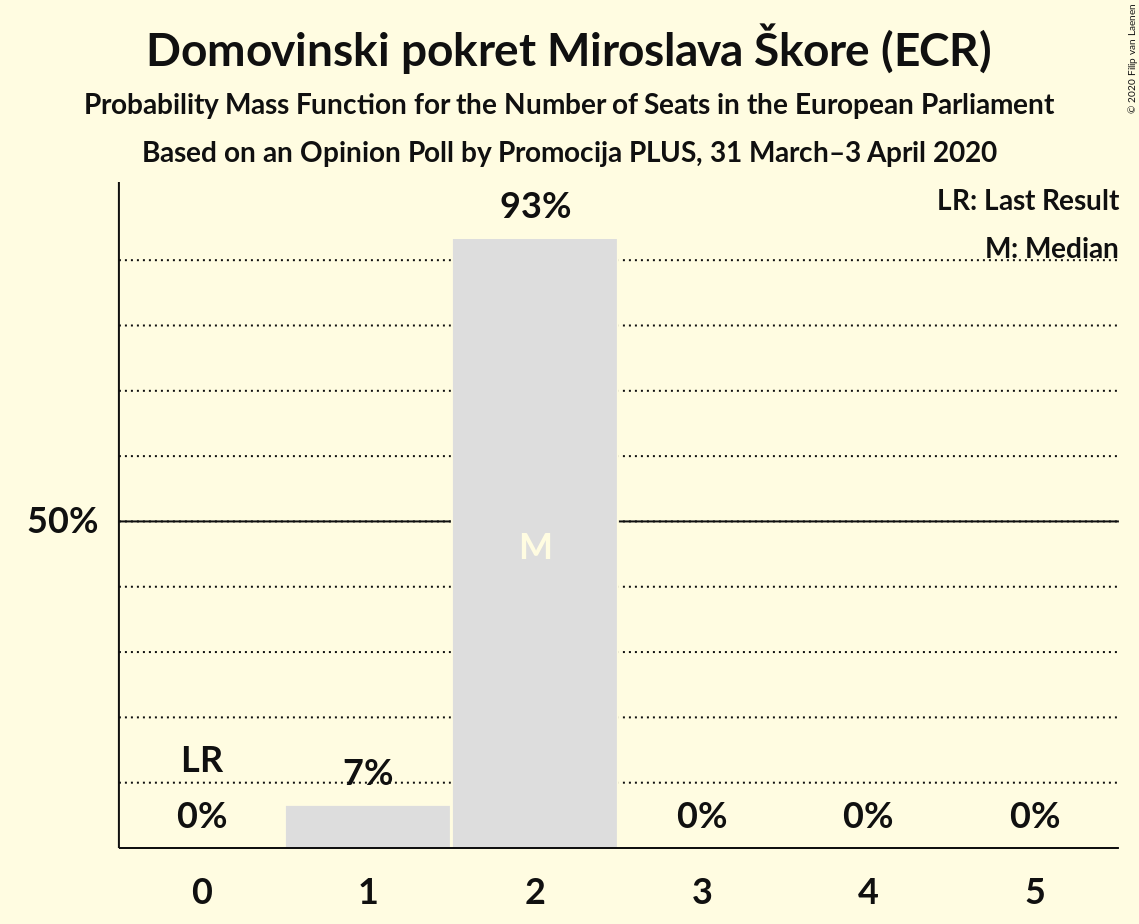 Domovinski pokret Miroslava Škore (ECR)
Probability Mass Function for the Number of Seats in the European Parliament
Based on an Opinion Poll by Promocija PLUS, 31 March–3 April 2020
© 2020 Filip van Laenen
LR: Last Result
M: Median
93%
50%
M
LR
7%
0%
0%
0%
0%
0 1 2 3 4 5